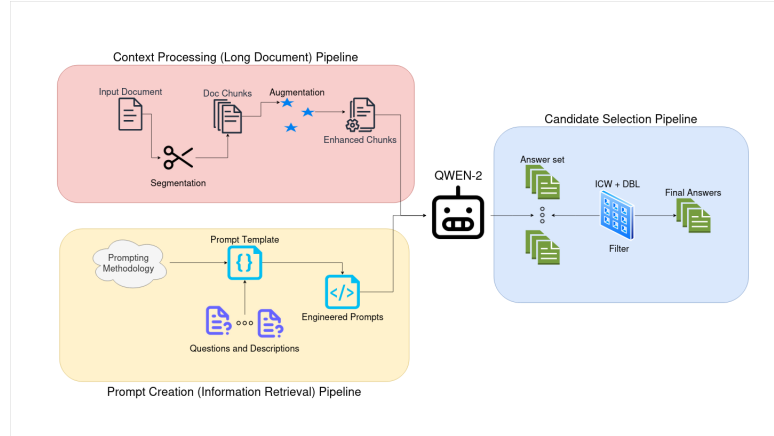 Context Processing (Long Document) Pipeline
Input Document
Doc Chunks
Augmentation
Enhanced Chunks
Segmentation
QWEN-2
Candidate Selection Pipeline
Answer set
ICW + DBL
Final Answers
Filter
Prompting
Methodology
Prompt Template
{}
</>
Engineered Prompts
? ?
Questions and Descriptions
Prompt Creation (Information Retrieval) Pipeline